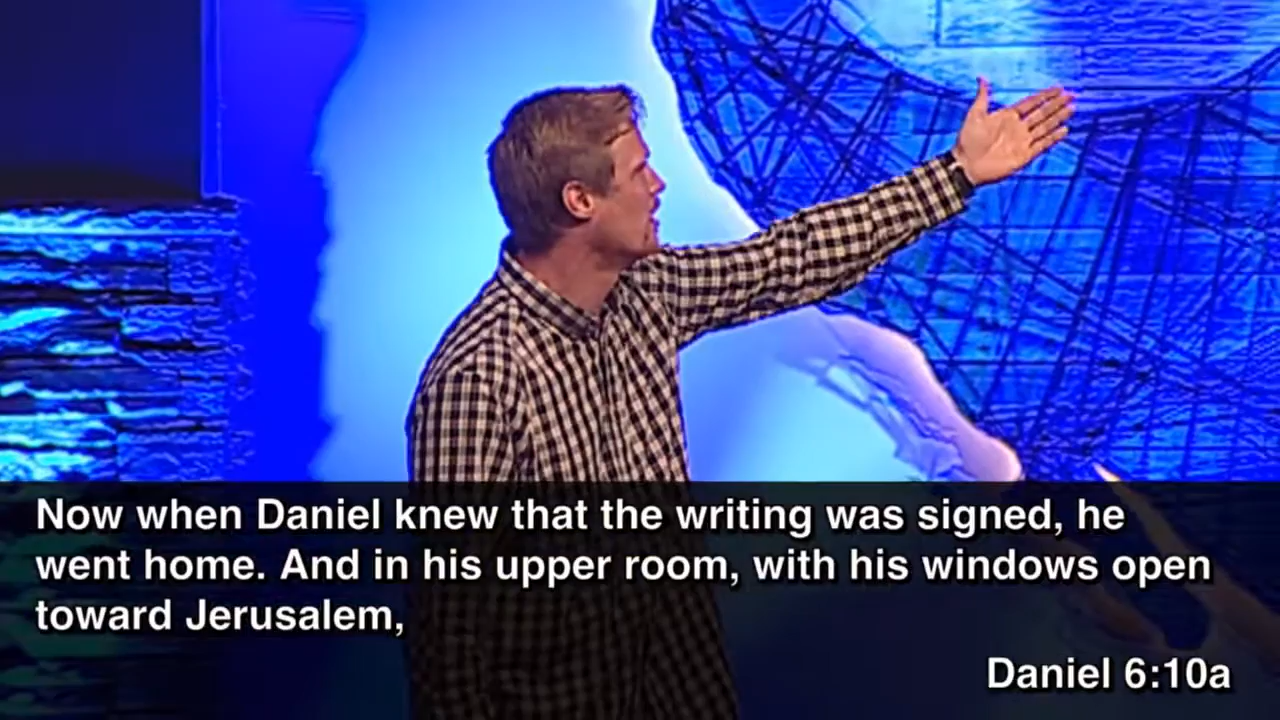 Now when Daniel knew that the writing was signed, he
went home. And in his upper room, with his windows open
toward Jerusalem,
Daniel 6:10a